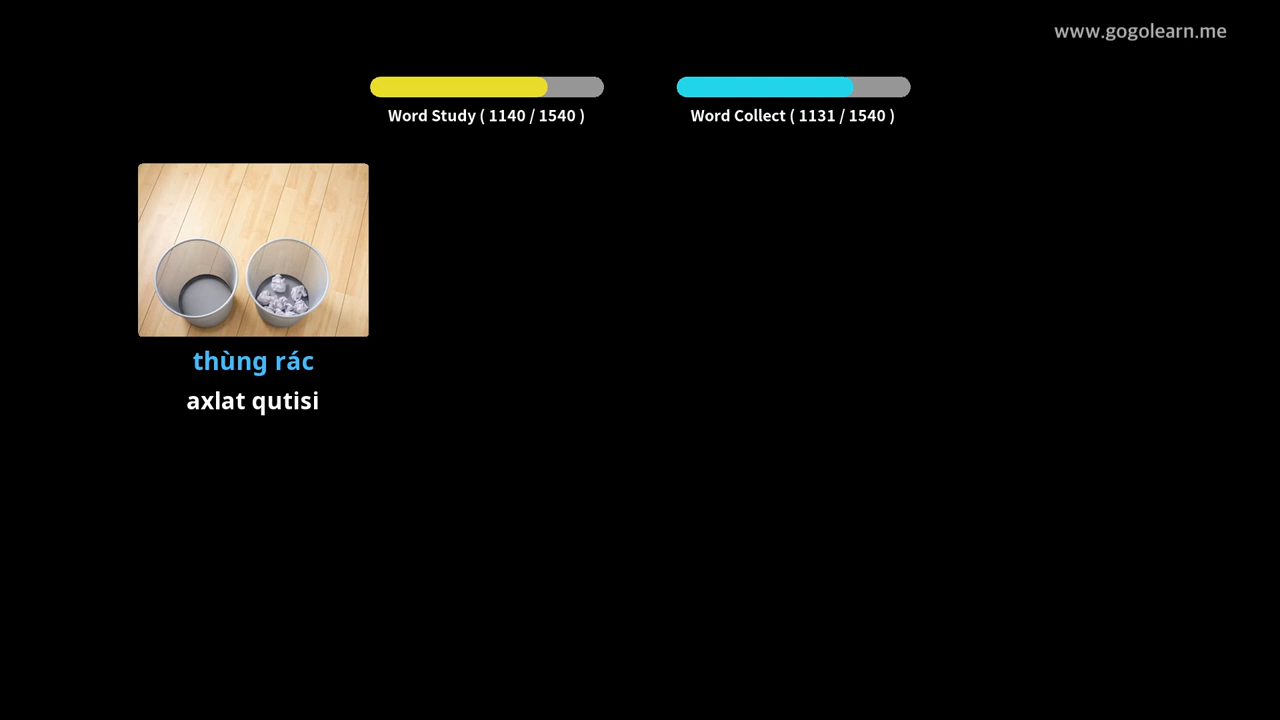 www.gogolearn.me
Word Study ( 1140 / 1540 )
Word Collect ( 1131 / 1540 )
thùng rác
axlat qutisi